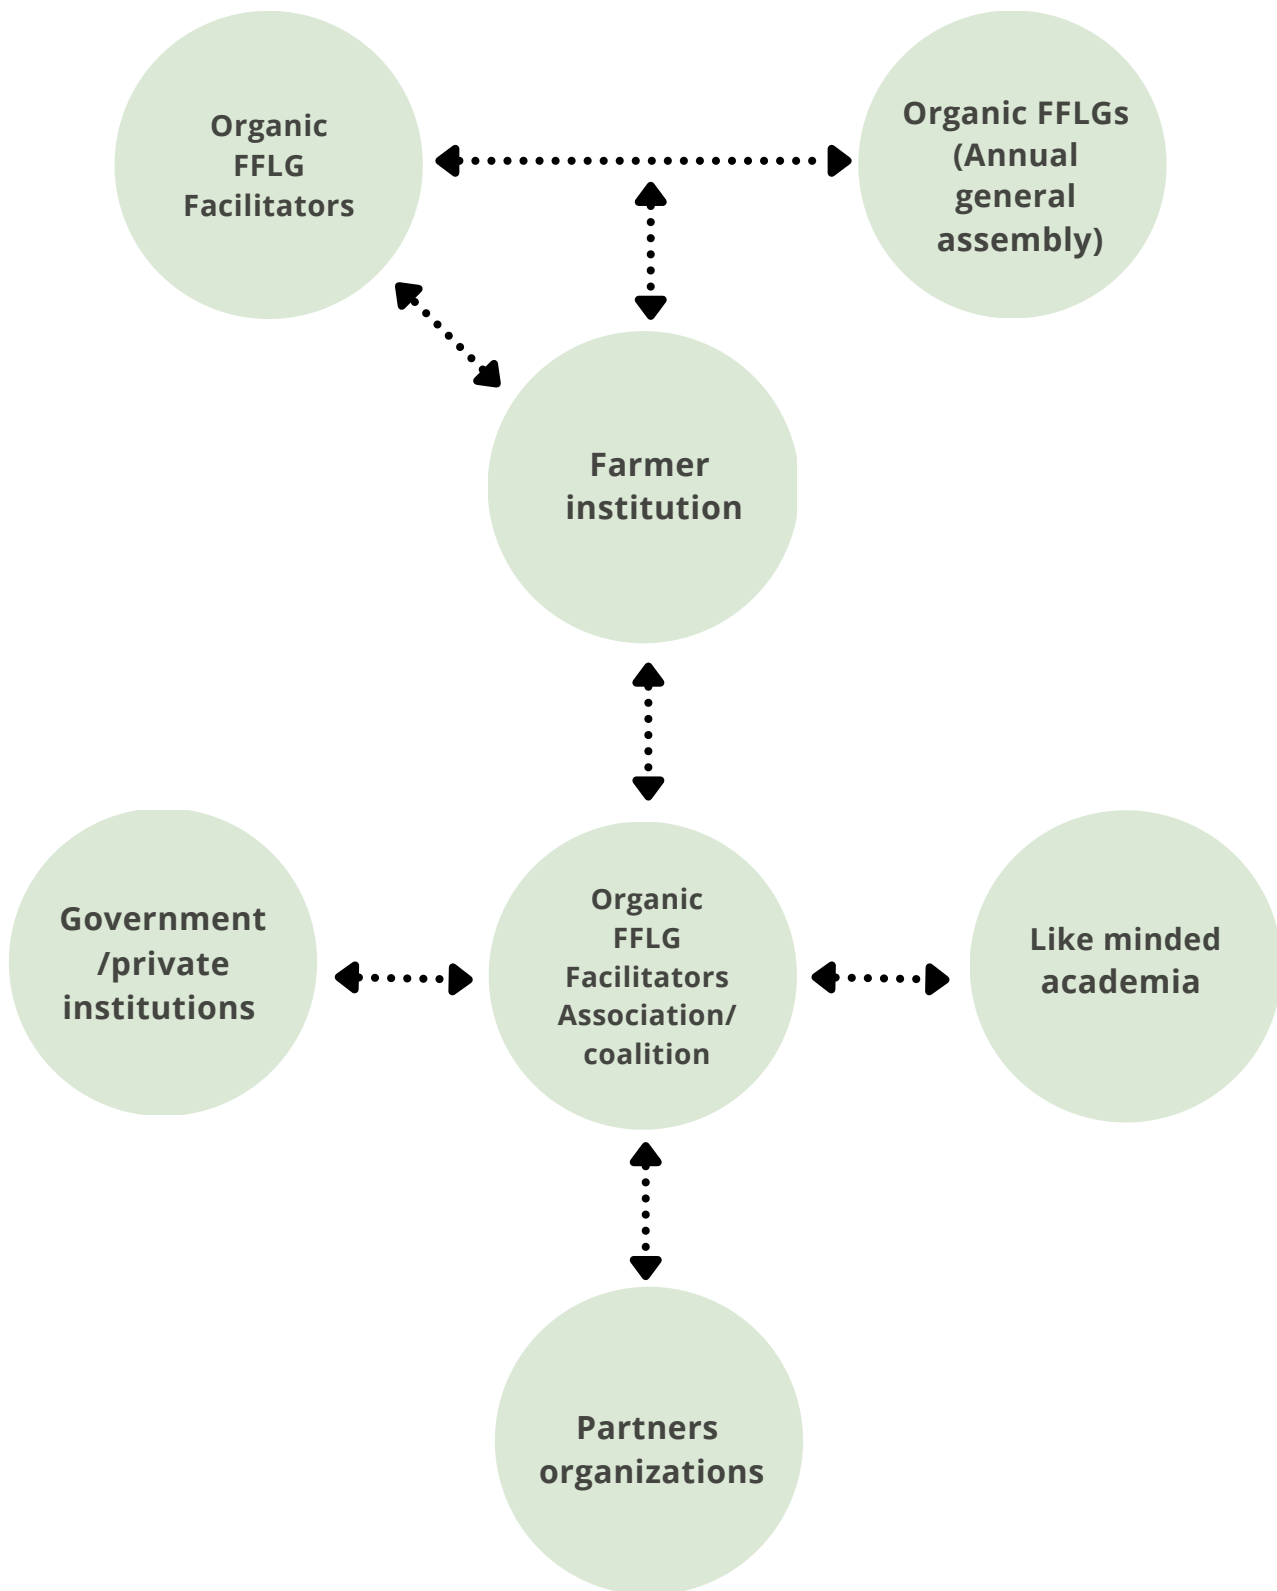 Organic
FFLG
Facilitators
Organic FFLGs
(Annual
general
assembly)
Farmer
institution
Government
/private
institutions
Organic
FFLG
Facilitators
Association/
coalition
Like minded
academia
Partners
organizations